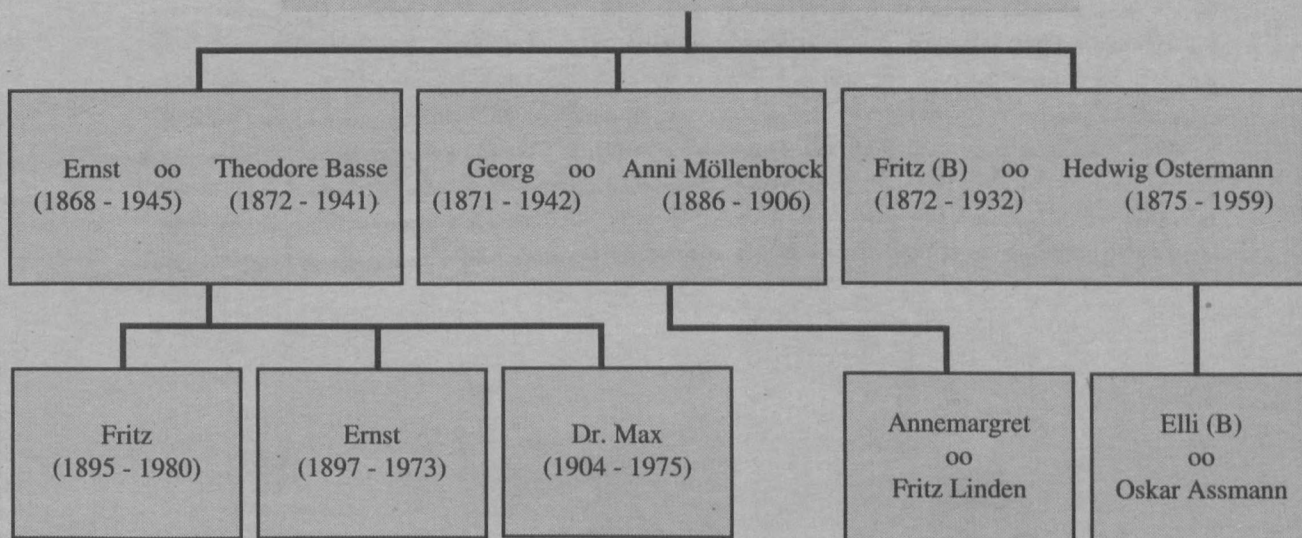 Ernst oo Theodore Basse
(1868 - 1945) (1872 - 1941)
Georg oo Anni Möllenbrock
(1871 - 1942) (1886 - 1906)
Fritz (B) oo Hedwig Ostermann
(1872 - 1932) (1875 - 1959)
Fritz
(1895 - 1980)
Ernst
(1897 - 1973)
Dr. Max
(1904 - 1975)
Annemargret
oo
Fritz Linden
Elli (B)
oo
Oskar Assmann